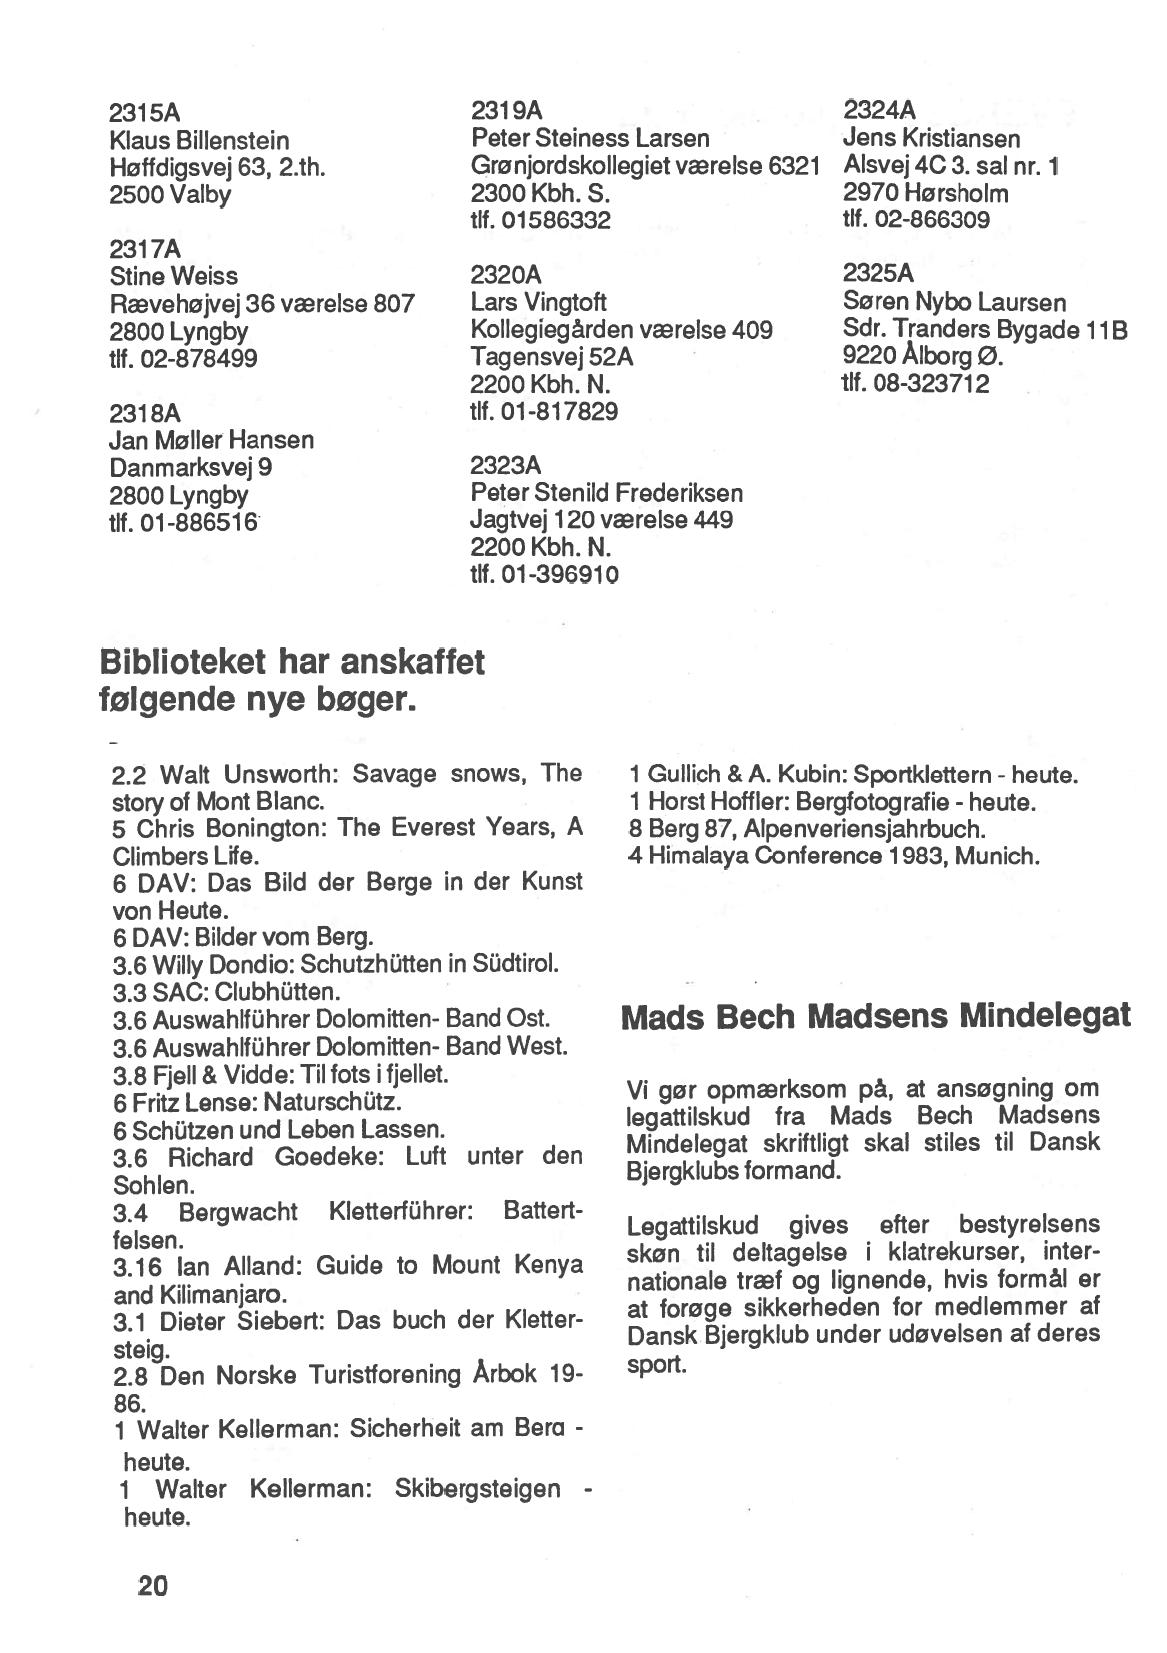 2315A
Klaus Billenstein
Høffdigsvej 63, 2.th.
2500 Valby
2317A
Stine Weiss
Rævehøjvej 36 værelse 807
2800 Lyngby
tlf. 02-878499
2318A
Jan Møller Hansen
Danmarksvej 9
2800 Lyngby
tlf. 01-886516
2319A
Peter Steiness Larsen
Grønjordskollegiet værelse 6321
2300 Kbh. S.
tlf. 01586332
2320A
Lars Vingtoft
Kollegiegården værelse 409
Tagensvej 52A
2200 Kbh. N.
tlf. 01-817829
2323A
Peter Stenild Frederiksen
Jagtvej 120 værelse 449
2200 Kbh. N.
tlf. 01-396910
2324A
Jens Kristiansen
Alsvej 4C 3. sal nr. 1
2970 Hørsholm
tlf. 02-866309
2325A
Søren Nybo Laursen
Sdr. Tranders Bygade 11B
9220 Ålborg Ø.
tlf. 08-323712
Biblioteket har anskaffet
følgende nye bøger.
2.2 Walt Unsworth: Savage snows, The
story of Mont Blanc.
5 Chris Bonington: The Everest Years, A
Climbers Life.
6 DAV: Das Bild der Berge in der Kunst
von Heute.
6 DAV: Bilder vom Berg.
3.6 Willy Dondio: Schutzhütten in Südtirol.
3.3 SAC: Clubhütten.
3.6 Auswahlführer Dolomitten- Band Ost.
3.6 Auswahlführer Dolomitten- Band West.
3.8 Fjell & Vidde: Til fots i fjellet.
6 Fritz Lense: Naturschütz.
6 Schützen und Leben Lassen.
3.6 Richard Goedeke: Luft unter den
Sohlen.
3.4 Bergwacht Kletterführer: Battert-
felsen.
3.16 Ian Alland: Guide to Mount Kenya
and Kilimanjaro.
3.1 Dieter Siebert: Das buch der Kletter-
steig.
2.8 Den Norske Turistforening Årbok 19-
86.
1 Walter Kellerman: Sicherheit am Berg -
heute.
1 Walter Kellerman: Skibergsteigen -
heute.
1 Gullich & A. Kubin: Sportklettern - heute.
1 Horst Hoffler: Bergfotografie - heute.
8 Berg 87, Alpenveriensjahrbuch.
4 Himalaya Conference 1983, Munich.
Mads Bech Madsens Mindelegat
Vi gør opmærksom på, at ansøgning om
legattilskud fra Mads Bech Madsens
Mindelegat skriftligt skal stiles til Dansk
Bjergklubs formand.
Legattilskud gives efter bestyrelsens
skøn til deltagelse i klatrekurser, inter-
nationale træf og lignende, hvis formål er
at forøge sikkerheden for medlemmer af
Dansk Bjergklub under udøvelsen af deres
sport.
20